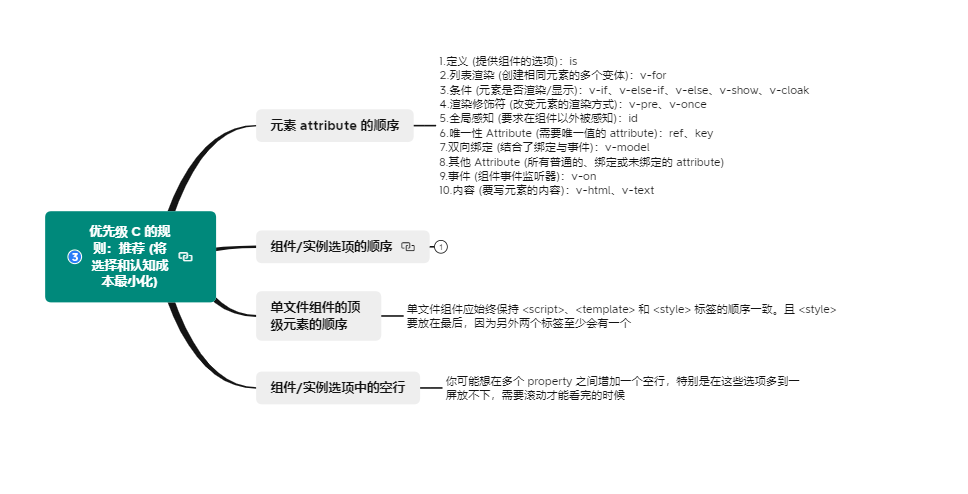 优先级 C 的规
则：推荐 (将
选择和认知成
本最小化)
3
元素 attribute 的顺序
1.定义 (提供组件的选项)：is
2.列表渲染 (创建相同元素的多个变体)：v-for
3.条件 (元素是否渲染/显示)：v-if、v-else-if、v-else、v-show、v-cloak
4.渲染修饰符 (改变元素的渲染方式)：v-pre、v-once
5.全局感知 (要求在组件以外被感知)：id
6.唯一性 Attribute (需要唯一值的 attribute)：ref、key
7.双向绑定 (结合了绑定与事件)：v-model
8.其他 Attribute (所有普通的、绑定或未绑定的 attribute)
9.事件 (组件事件监听器)：v-on
10.内容 (覆写元素的内容)：v-html、v-text
组件/实例选项的顺序
1
单文件组件的顶
级元素的顺序
单文件组件应始终保持 <script>、<template> 和 <style> 标签的顺序一致。且 <style>
要放在最后，因为另外两个标签至少会有一个
组件/实例选项中的空行
你可能想在多个 property 之间增加一个空行，特别是在这些选项多到一
屏放不下，需要滚动才能看完的时候